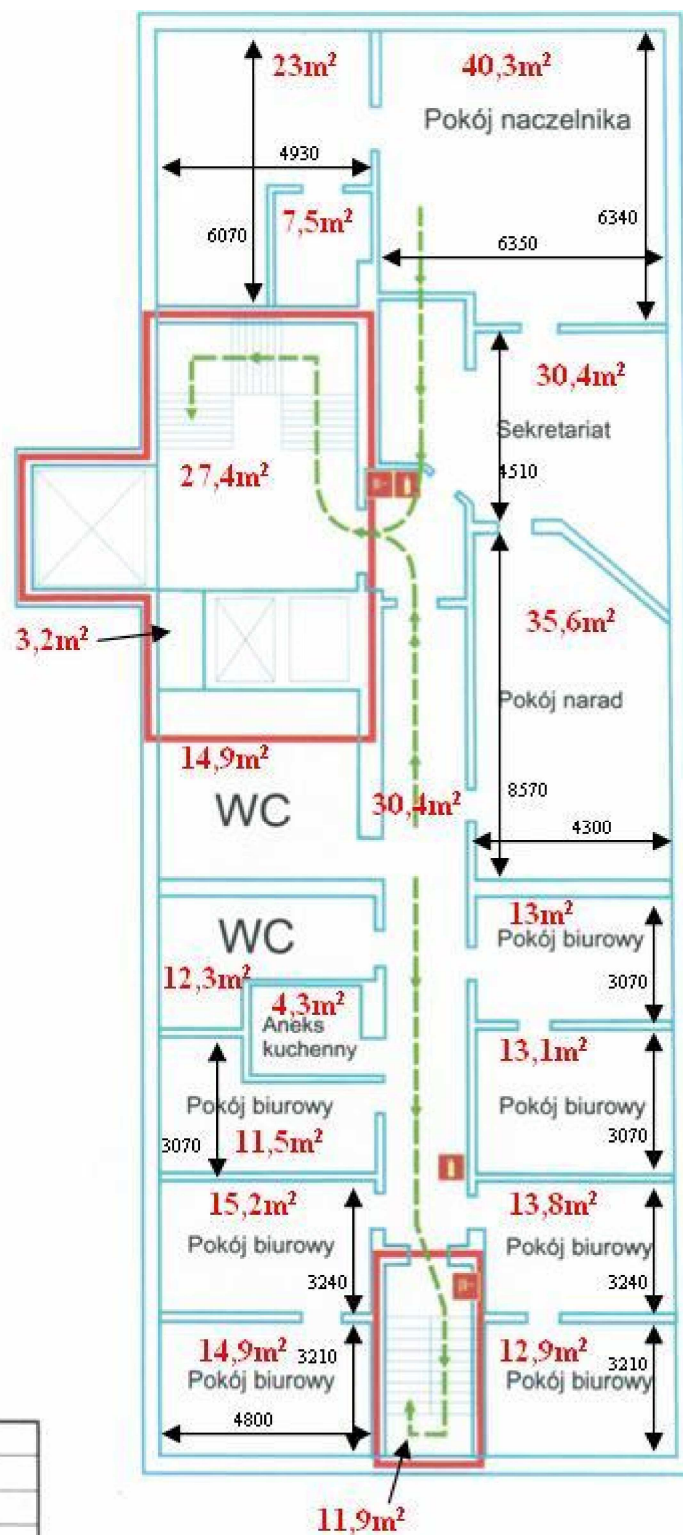 23m²
40,3m²
Pokój naczelnika
4930
7,5m²
6070
6340
6350
30,4m²
Sekretariat
4510
27,4m²
3,2m²
35,6m²
Pokój narad
14,9m²
WC
30,4m²
8570
4300
WC
13m²
Pokój biurowy
12,3m²
3070
4,3m²
Aneks
kuchenny
13,1m²
Pokój biurowy
Pokój biurowy
3070
11,5m²
3070
15,2m²
13,8m²
Pokój biurowy
Pokój biurowy
3240
3240
14,9m²
3210
12,9m²
3210
Pokój biurowy
Pokój biurowy
4800
11,9m²